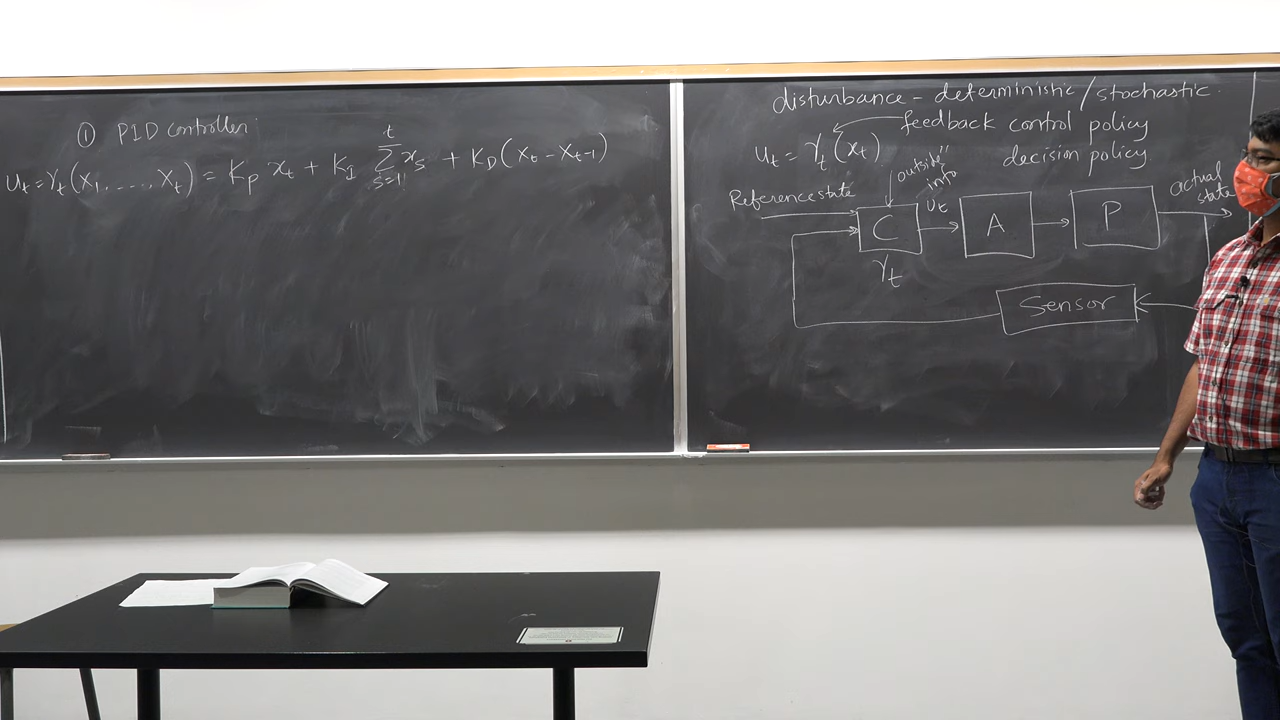 ① PID controller
u_t = γ_t(x_1, ...., x_t) = K_P x_t + K_I ∑_{s=1}^{t} x_s + K_D(x_t − x_{t−1})
disturbance – deterministic/stochastic
feedback control policy
u_t = γ_t(x_t)
decision policy
"outside"
info
Reference state
u_t
actual
state
C
A
P
γ_t
Sensor